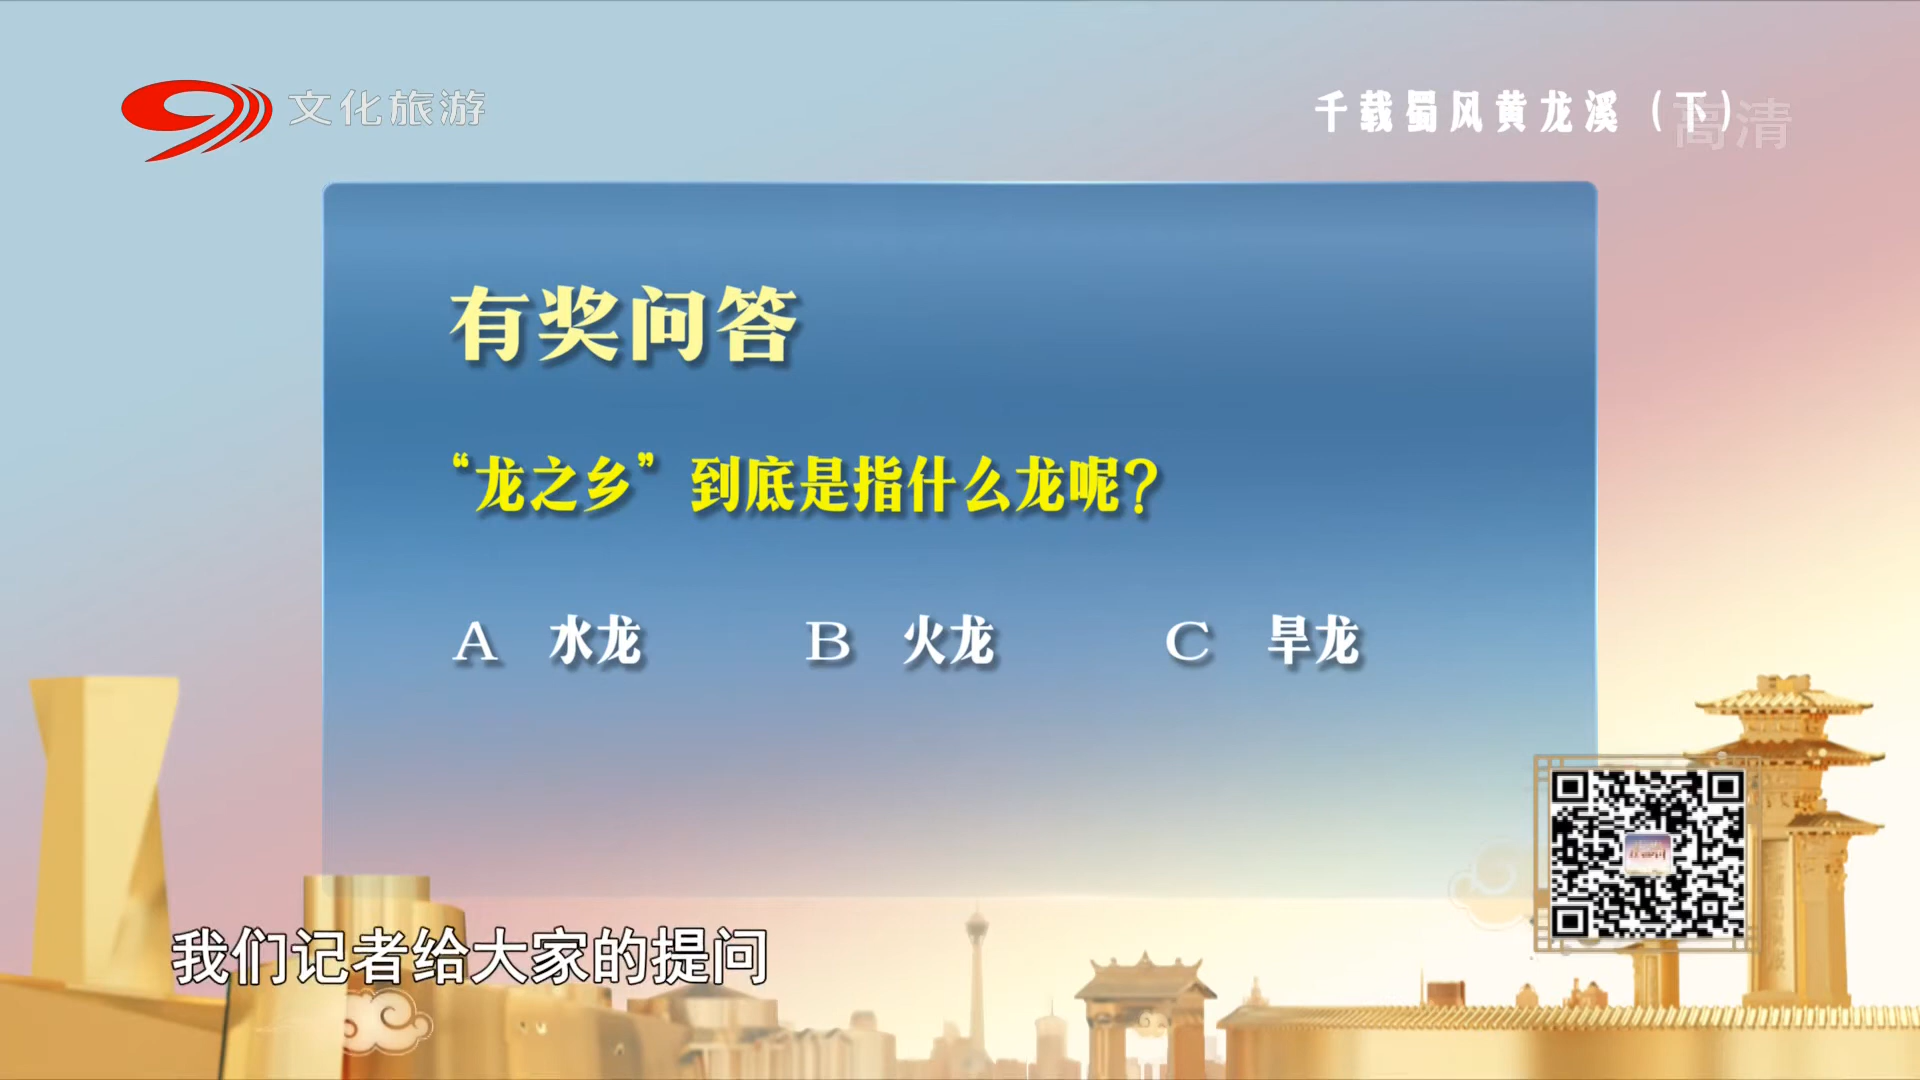 文化旅游
千载蜀风黄龙溪（下）
高清
有奖问答
“龙之乡”到底是指什么龙呢？
A 水龙 B 火龙 C 旱龙
我们记者给大家的提问